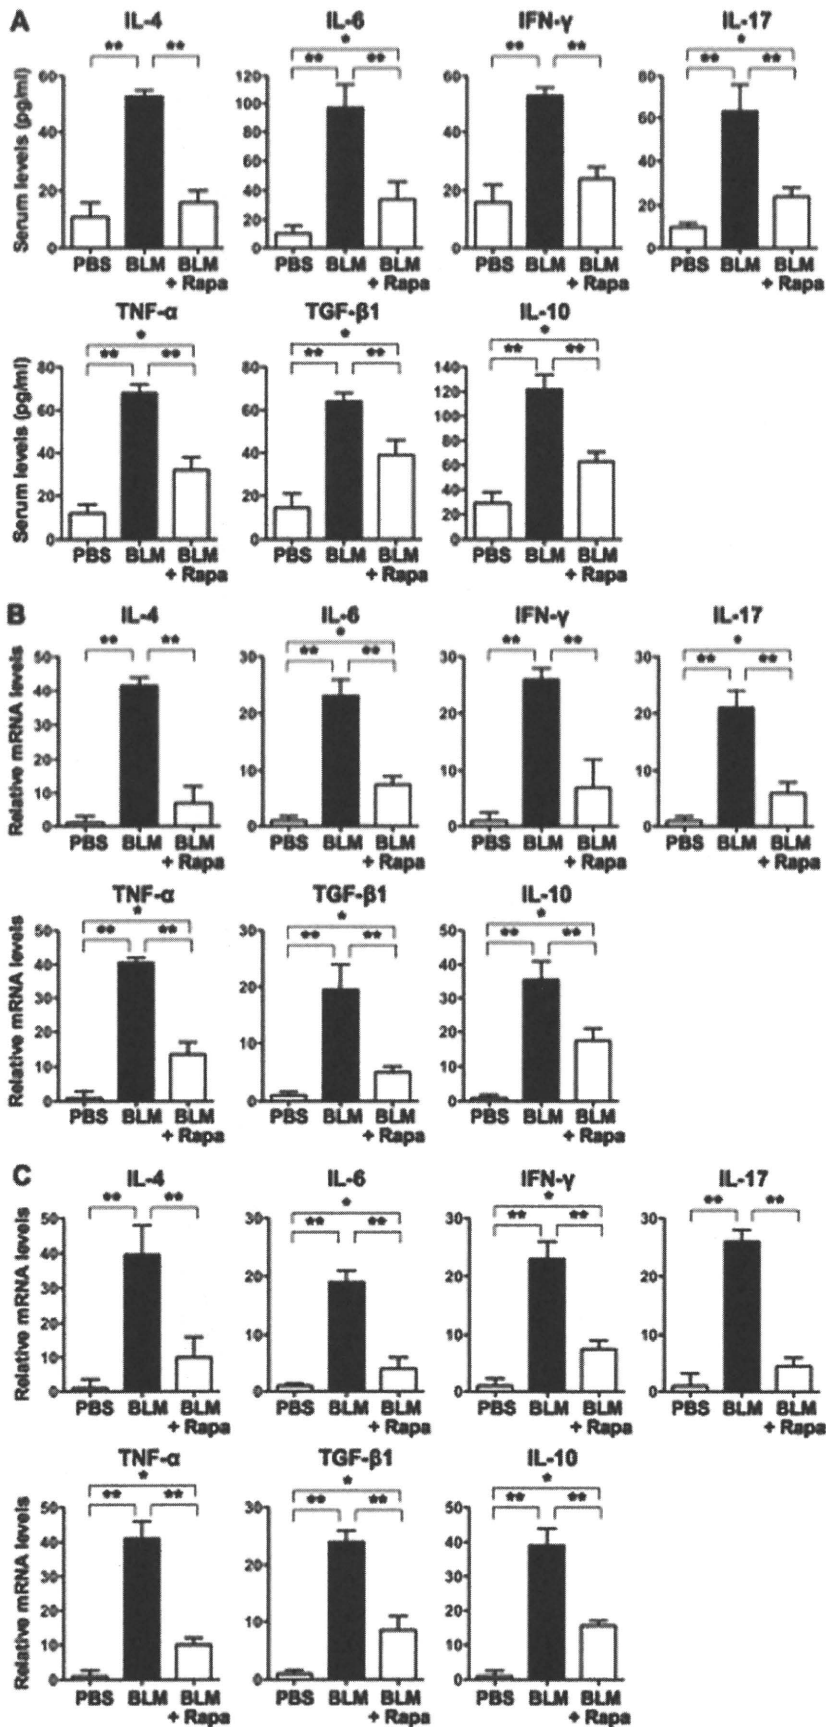 A
IL-4 IL-6 IFN-γ IL-17
** ** * ** ** ** ** * ** **
Serum levels (pg/ml)
60 40 20 0
120 100 80 60 40 20 0
60 40 20 0
80 60 40 20 0
PBS BLM BLM + Rapa PBS BLM BLM + Rapa PBS BLM BLM + Rapa PBS BLM BLM + Rapa
TNF-α TGF-β1 IL-10
* ** ** * ** ** * ** **
Serum levels (pg/ml)
80 60 40 20 0
80 60 40 20 0
140 120 100 80 60 40 20 0
PBS BLM BLM + Rapa PBS BLM BLM + Rapa PBS BLM BLM + Rapa
B
IL-4 IL-6 IFN-γ IL-17
** ** * ** ** ** ** * ** **
Relative mRNA levels
50 40 30 20 10 0
30 20 10 0
30 20 10 0
30 20 10 0
PBS BLM BLM + Rapa PBS BLM BLM + Rapa PBS BLM BLM + Rapa PBS BLM BLM + Rapa
TNF-α TGF-β1 IL-10
* ** ** * ** ** * ** **
Relative mRNA levels
50 40 30 20 10 0
30 20 10 0
50 40 30 20 10 0
PBS BLM BLM + Rapa PBS BLM BLM + Rapa PBS BLM BLM + Rapa
C
IL-4 IL-6 IFN-γ IL-17
** ** * ** ** * ** ** ** **
Relative mRNA levels
50 40 30 20 10 0
30 20 10 0
30 20 10 0
30 20 10 0
PBS BLM BLM + Rapa PBS BLM BLM + Rapa PBS BLM BLM + Rapa PBS BLM BLM + Rapa
TNF-α TGF-β1 IL-10
* ** ** * ** ** * ** **
Relative mRNA levels
50 40 30 20 10 0
30 20 10 0
50 40 30 20 10 0
PBS BLM BLM + Rapa PBS BLM BLM + Rapa PBS BLM BLM + Rapa